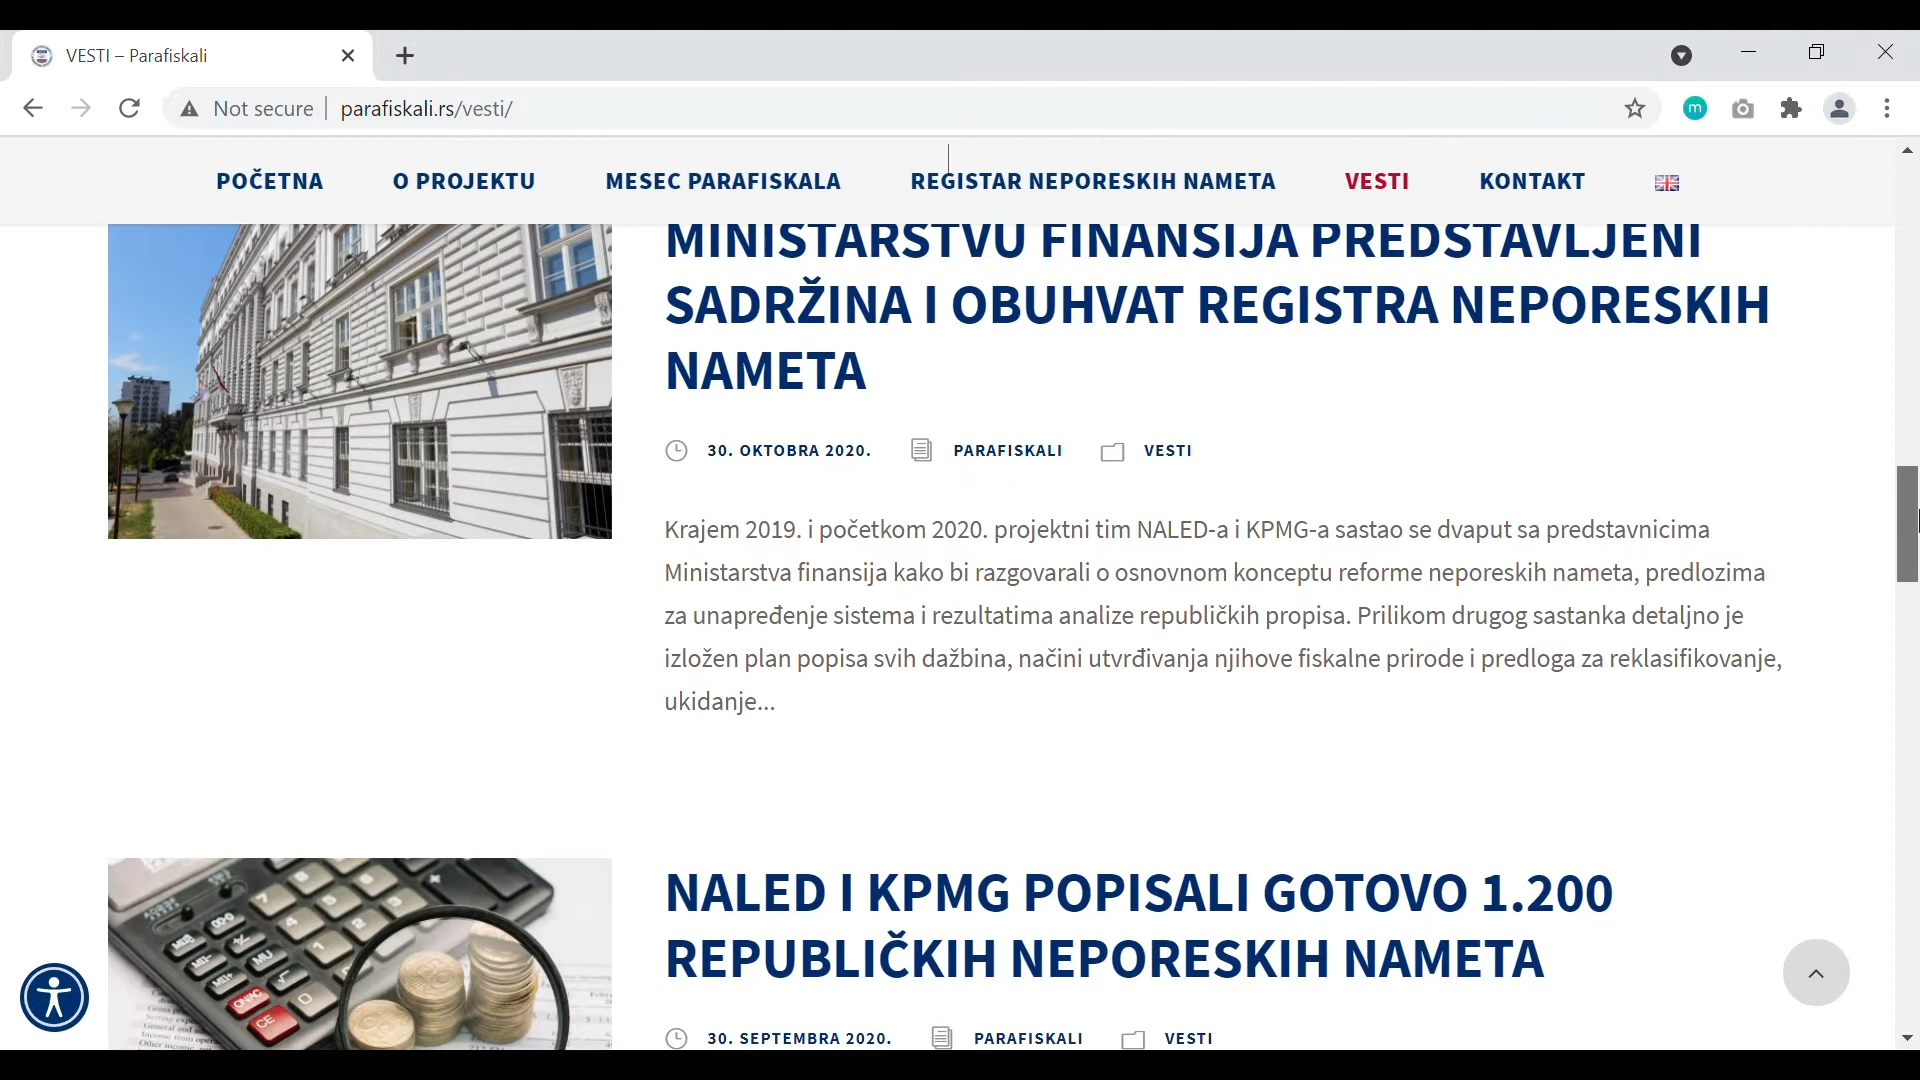 VESTI – Parafiskali
Not secure
parafiskali.rs/vesti/
m
POČETNA
O PROJEKTU
MESEC PARAFISKALA
REGISTAR NEPORESKIH NAMETA
VESTI
KONTAKT
MINISTARSTVU FINANSIJA PREDSTAVLJENI
SADRŽINA I OBUHVAT REGISTRA NEPORESKIH
NAMETA
30. OKTOBRA 2020.
PARAFISKALI
VESTI
Krajem 2019. i početkom 2020. projektni tim NALED-a i KPMG-a sastao se dvaput sa predstavnicima
Ministarstva finansija kako bi razgovarali o osnovnom konceptu reforme neporeskih nameta, predlozima
za unapređenje sistema i rezultatima analize republičkih propisa. Prilikom drugog sastanka detaljno je
izložen plan popisa svih dažbina, načini utvrđivanja njihove fiskalne prirode i predloga za reklasifikovanje,
ukidanje...
NALED I KPMG POPISALI GOTOVO 1.200
REPUBLIČKIH NEPORESKIH NAMETA
30. SEPTEMBRA 2020.
PARAFISKALI
VESTI